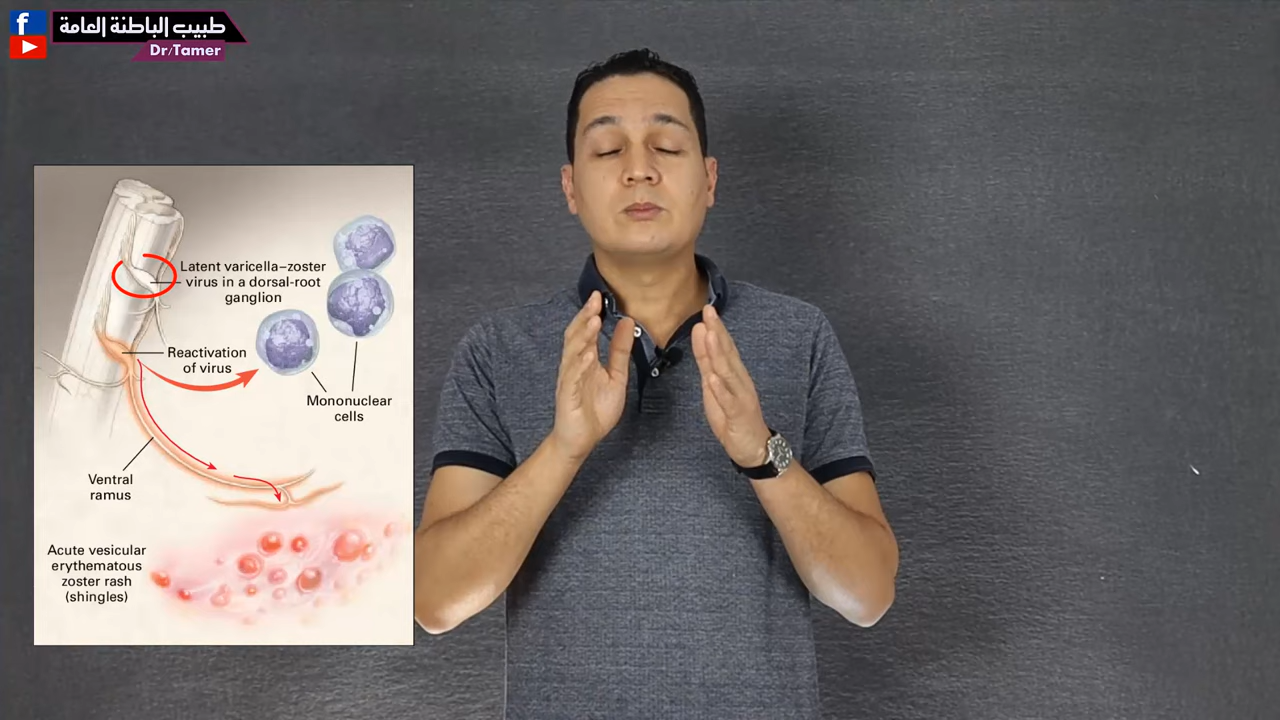 f
طبيب الباطنة العامة
Dr/Tamer
Latent varicella–zoster
virus in a dorsal-root
ganglion
Reactivation
of virus
Mononuclear
cells
Ventral
ramus
Acute vesicular
erythematous
zoster rash
(shingles)